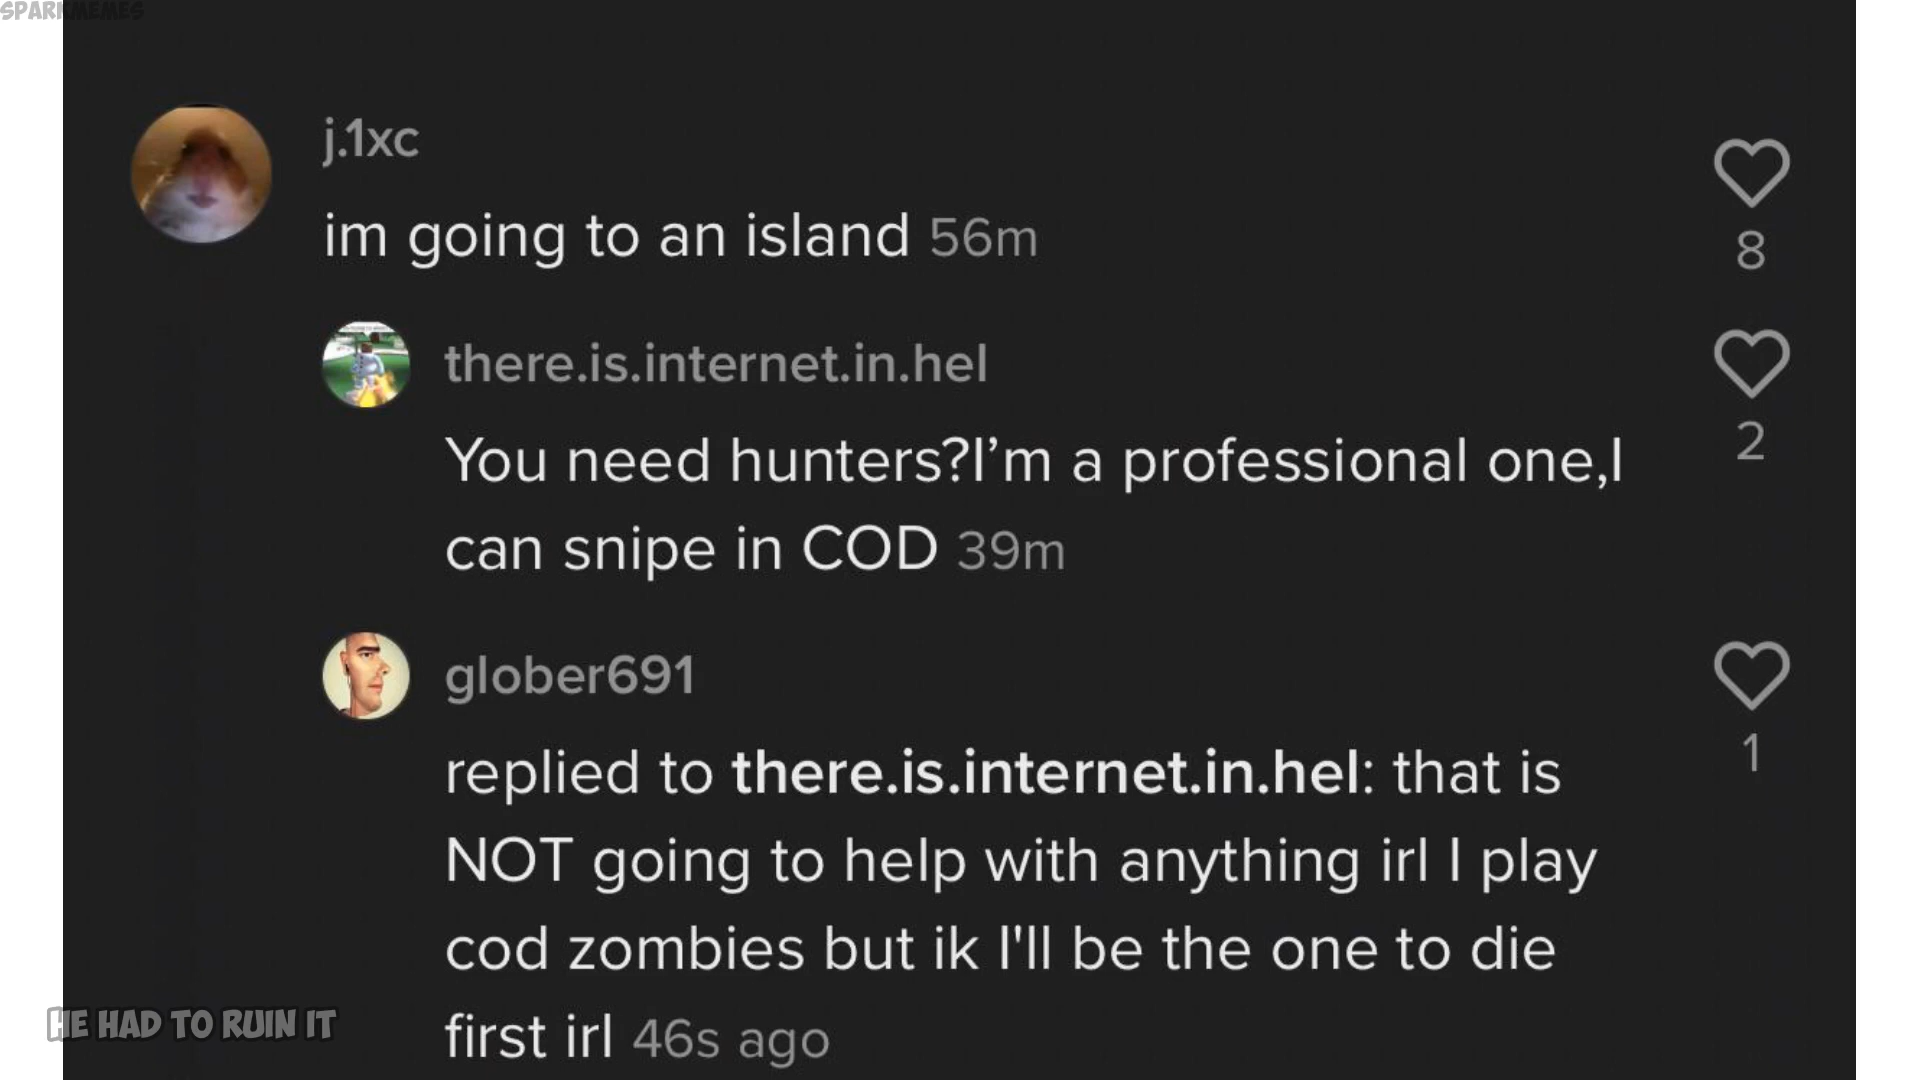 SPARKMEMES
j.1xc
im going to an island 56m
8
there.is.internet.in.hel
You need hunters?I’m a professional one,I
can snipe in COD 39m
2
glober691
replied to there.is.internet.in.hel: that is
NOT going to help with anything irl I play
cod zombies but ik I'll be the one to die
first irl 46s ago
1
HE HAD TO RUIN IT